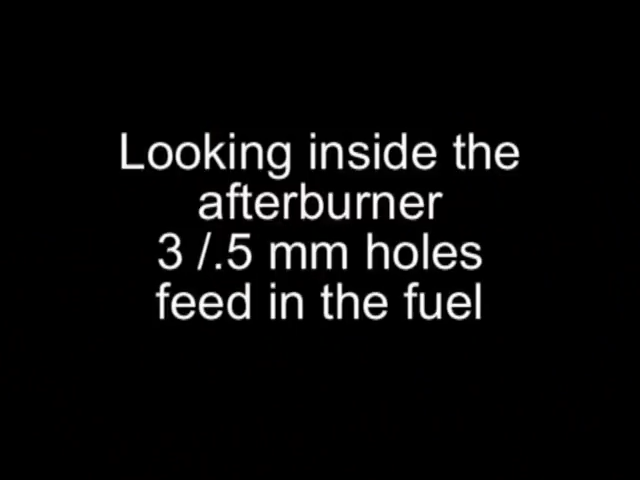 Looking inside the
afterburner
3 /.5 mm holes
feed in the fuel